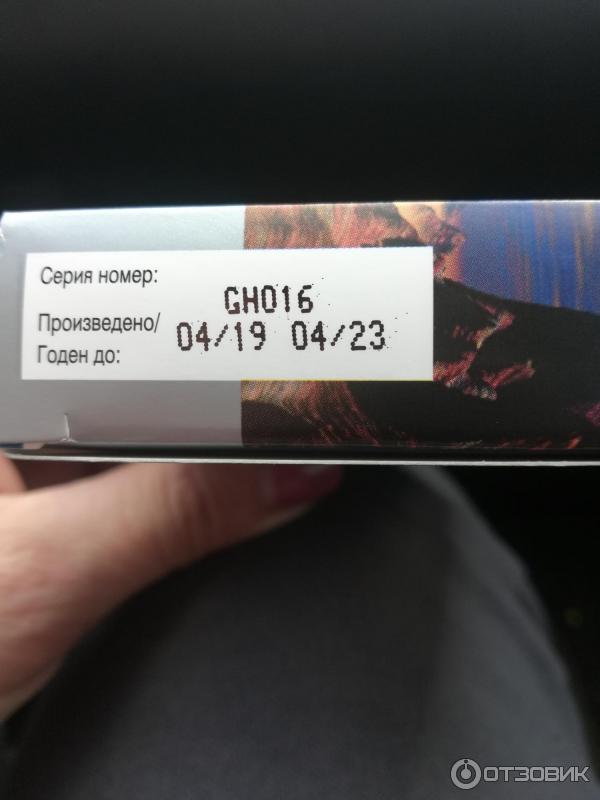 Серия номер:
GH016
Произведено/
04/19 04/23
Годен до:
ОТЗОВИК